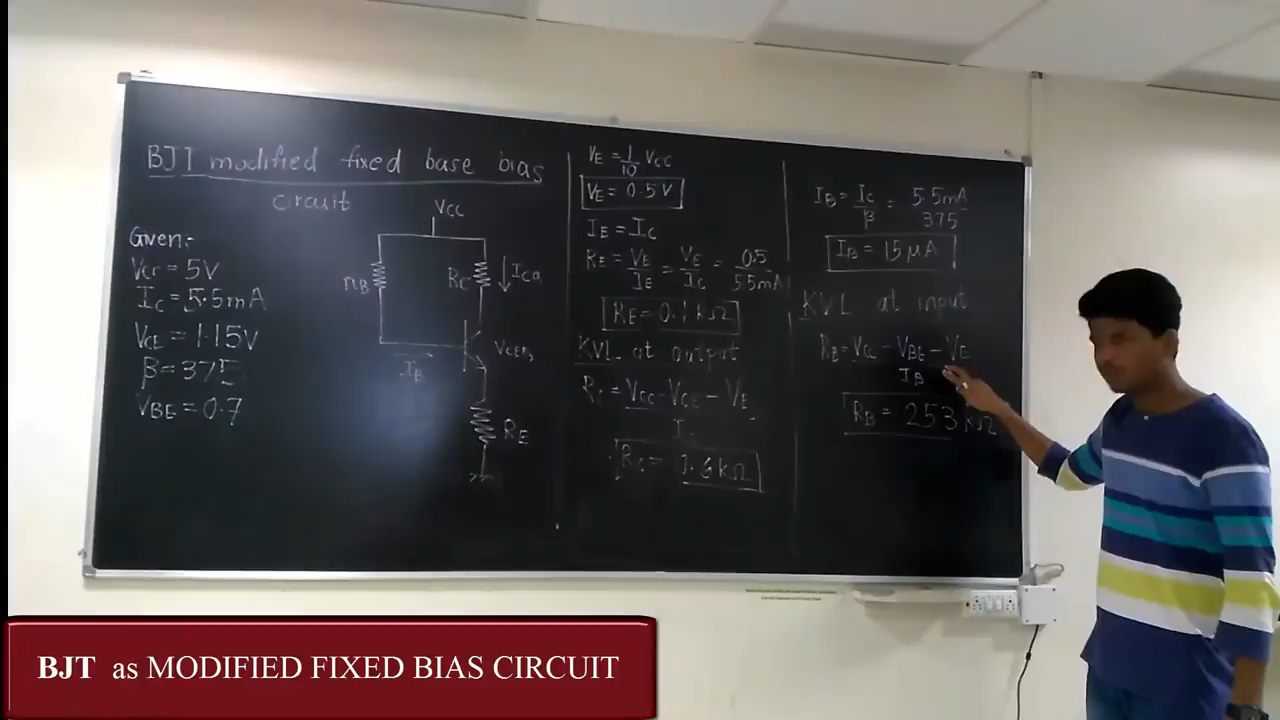 BJT modified fixed base bias
circuit
Given:-
VCC = 5V
IC = 5.5mA
VCE = 1.15V
β = 375
VBE = 0.7
VCC
RB
RC
ICQ
IB
VCEQ
RE
VE = 1/10 VCC
VE = 0.5V
IE = IC
RE = VE/IE = VE/IC = 0.5/5.5mA
RE = 0.1kΩ
KVL at output
RC = VCC - VCE - VE
RC = 0.6kΩ
IB = IC/β = 5.5mA/375
IB = 15μA
KVL at input
RB = VCC - VBE - VE
IB
RB = 253kΩ
BJT as MODIFIED FIXED BIAS CIRCUIT